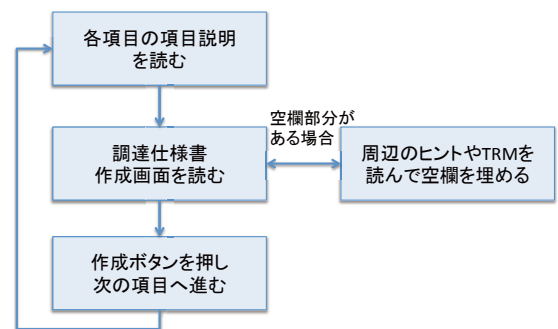 各項目の項目説明
を読む
空欄部分が
ある場合
調達仕様書
作成画面を読む
周辺のヒントやTRMを
読んで空欄を埋める
作成ボタンを押し
次の項目へ進む